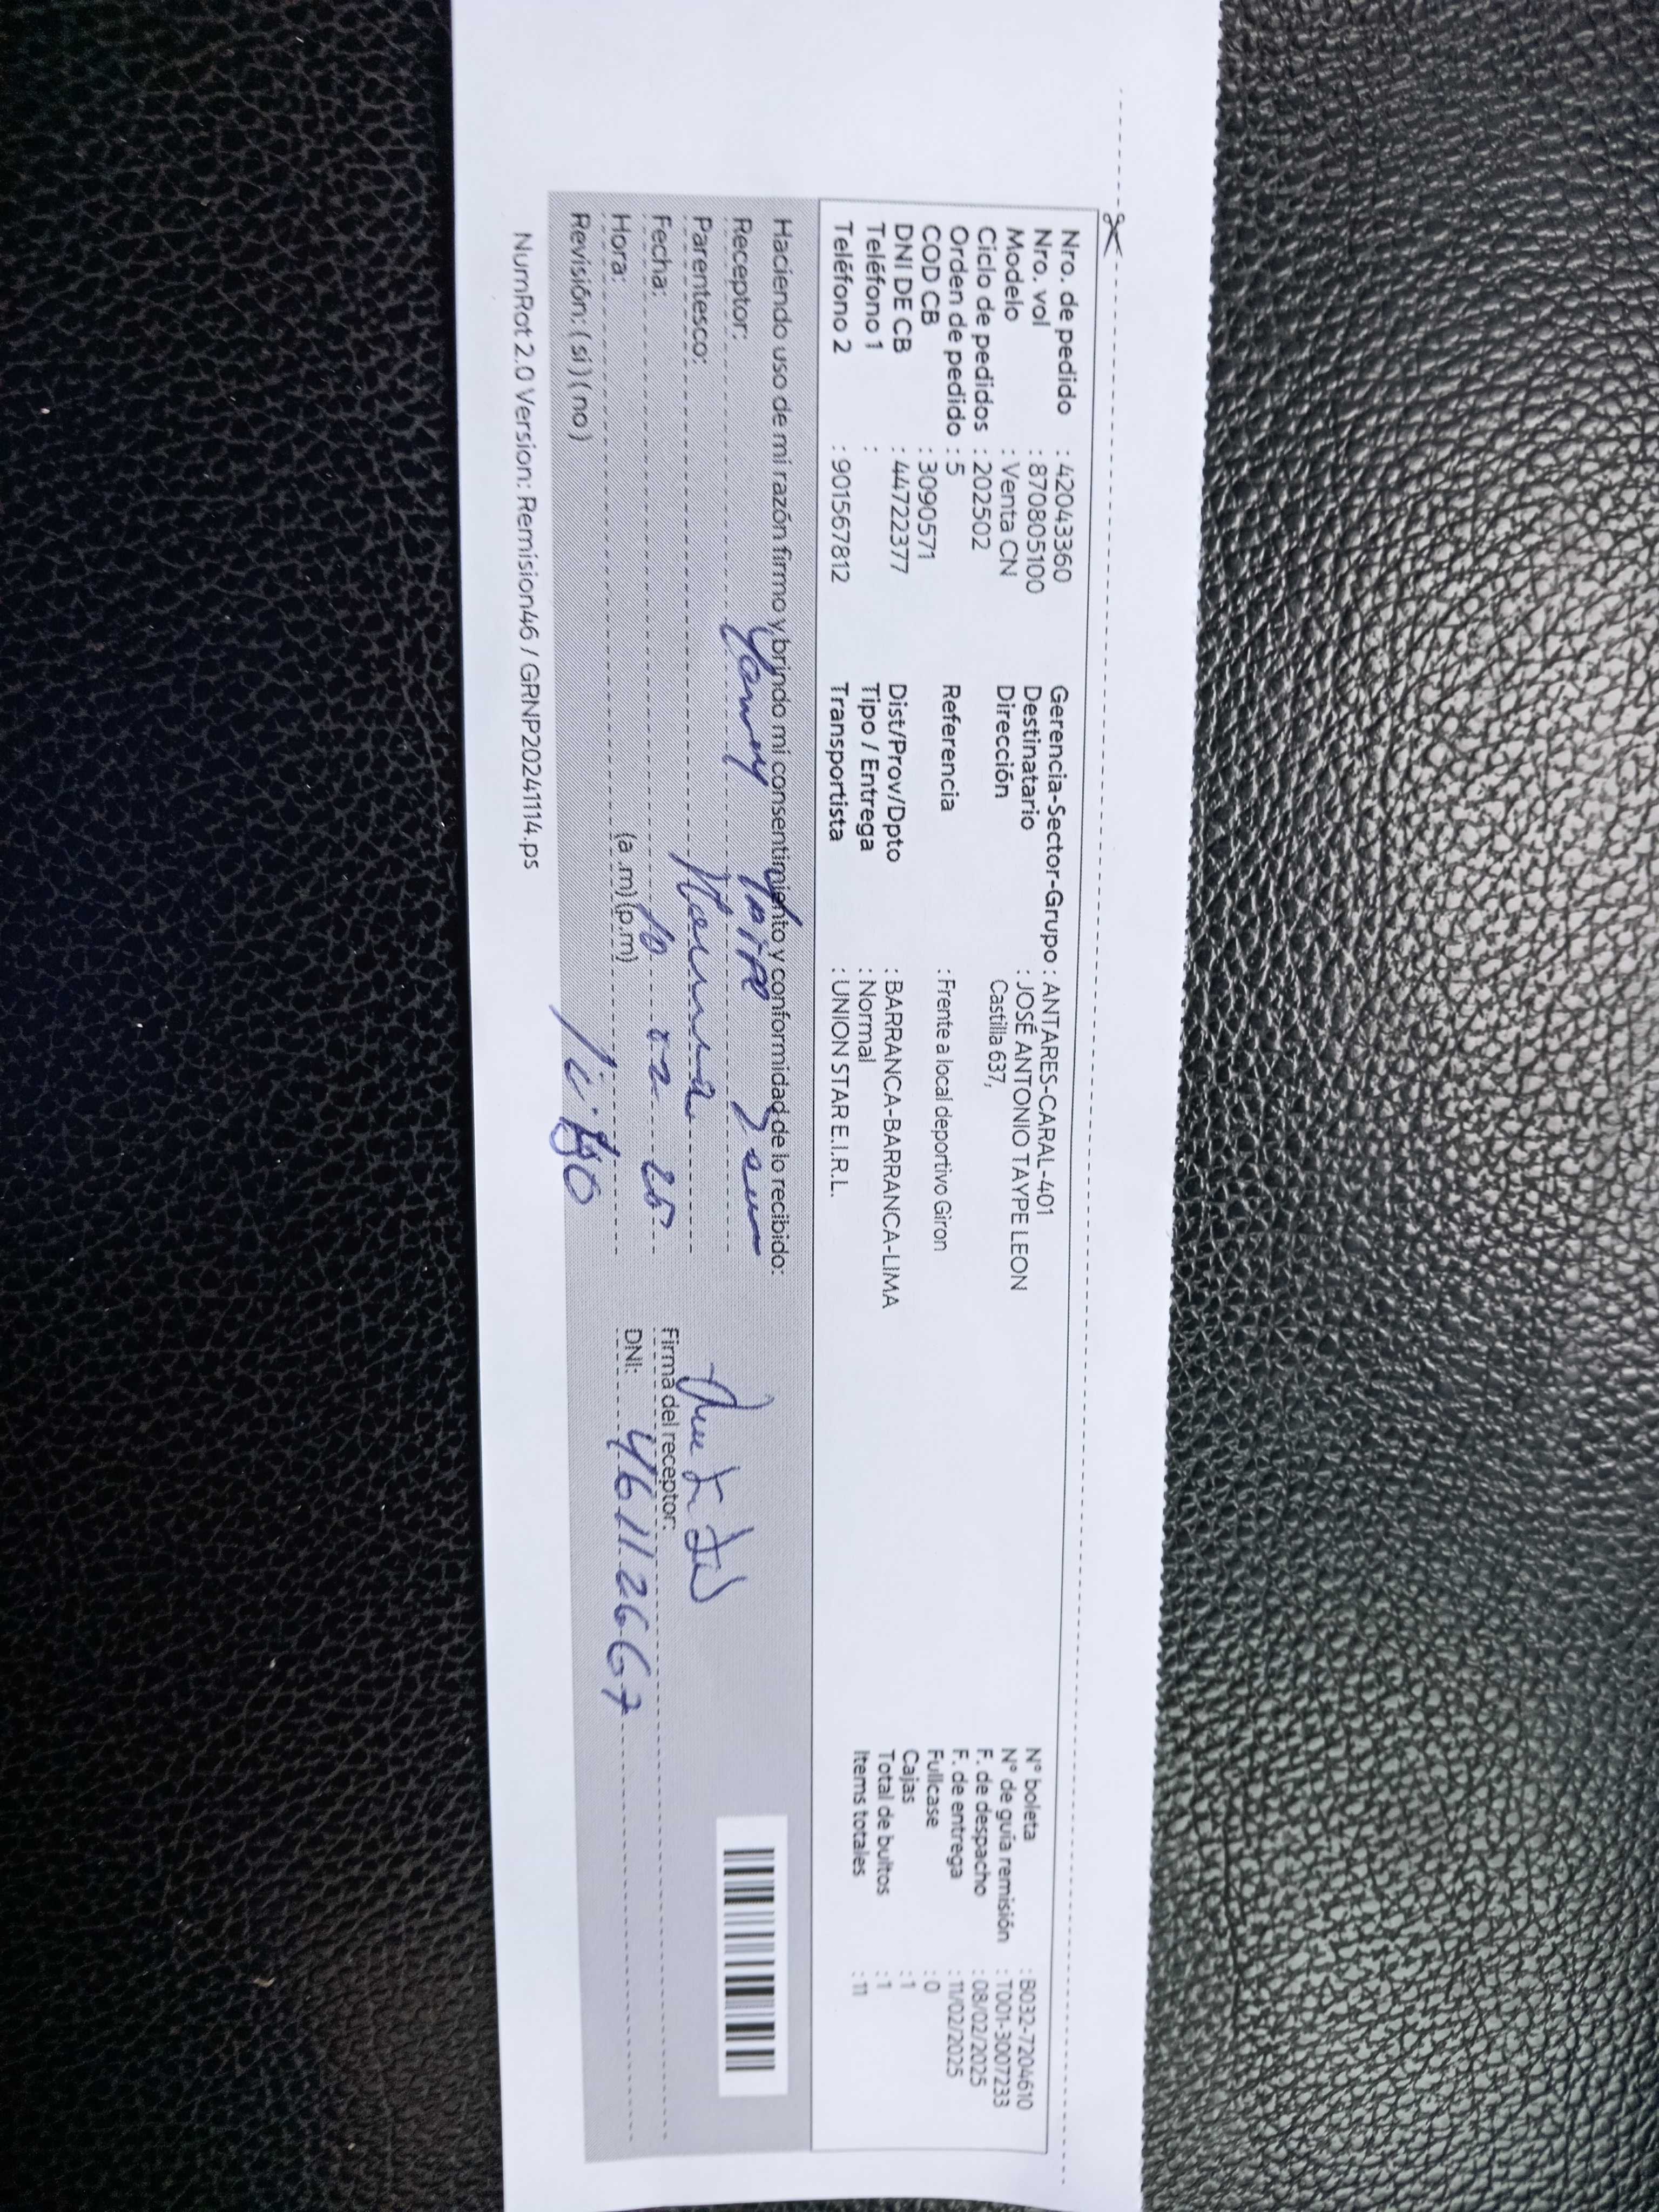 Nro. de pedido : 42043360
Nro. vol : 870805100
Modelo : Venta CN
Ciclo de pedidos : 202502
Orden de pedido : 5
COD CB : 3090571
DNI DE CB : 44722377
Teléfono 1 :
Teléfono 2 : 901567812
Gerencia-Sector-Grupo : ANTARES-CARAL-401
Destinatario : JOSÉ ANTONIO TAYPE LEON
Dirección Castilla 637,
Referencia : Frente a local deportivo Giron
Dist/Prov/Dpto : BARRANCA-BARRANCA-LIMA
Tipo / Entrega : Normal
Transportista : UNION STAR E.I.R.L.
N° boleta : B032-7204610
N° de guía remisión : T001-3007233
F. de despacho : 08/02/2025
F. de entrega : 11/02/2025
Fullcase : 0
Cajas : 1
Total de bultos : 1
Items totales : 11
Haciendo uso de mi razón firmo y brindo mi consentimiento y conformidad de lo recibido:
Receptor:
Parentesco:
Fecha: 10 02 25
Hora: (a.m) (p.m)
Revisión: ( si ) ( no )
Firma del receptor:
DNI: 46112667
NumRot 2.0 Version: Remision46 / GRNP20241114.ps